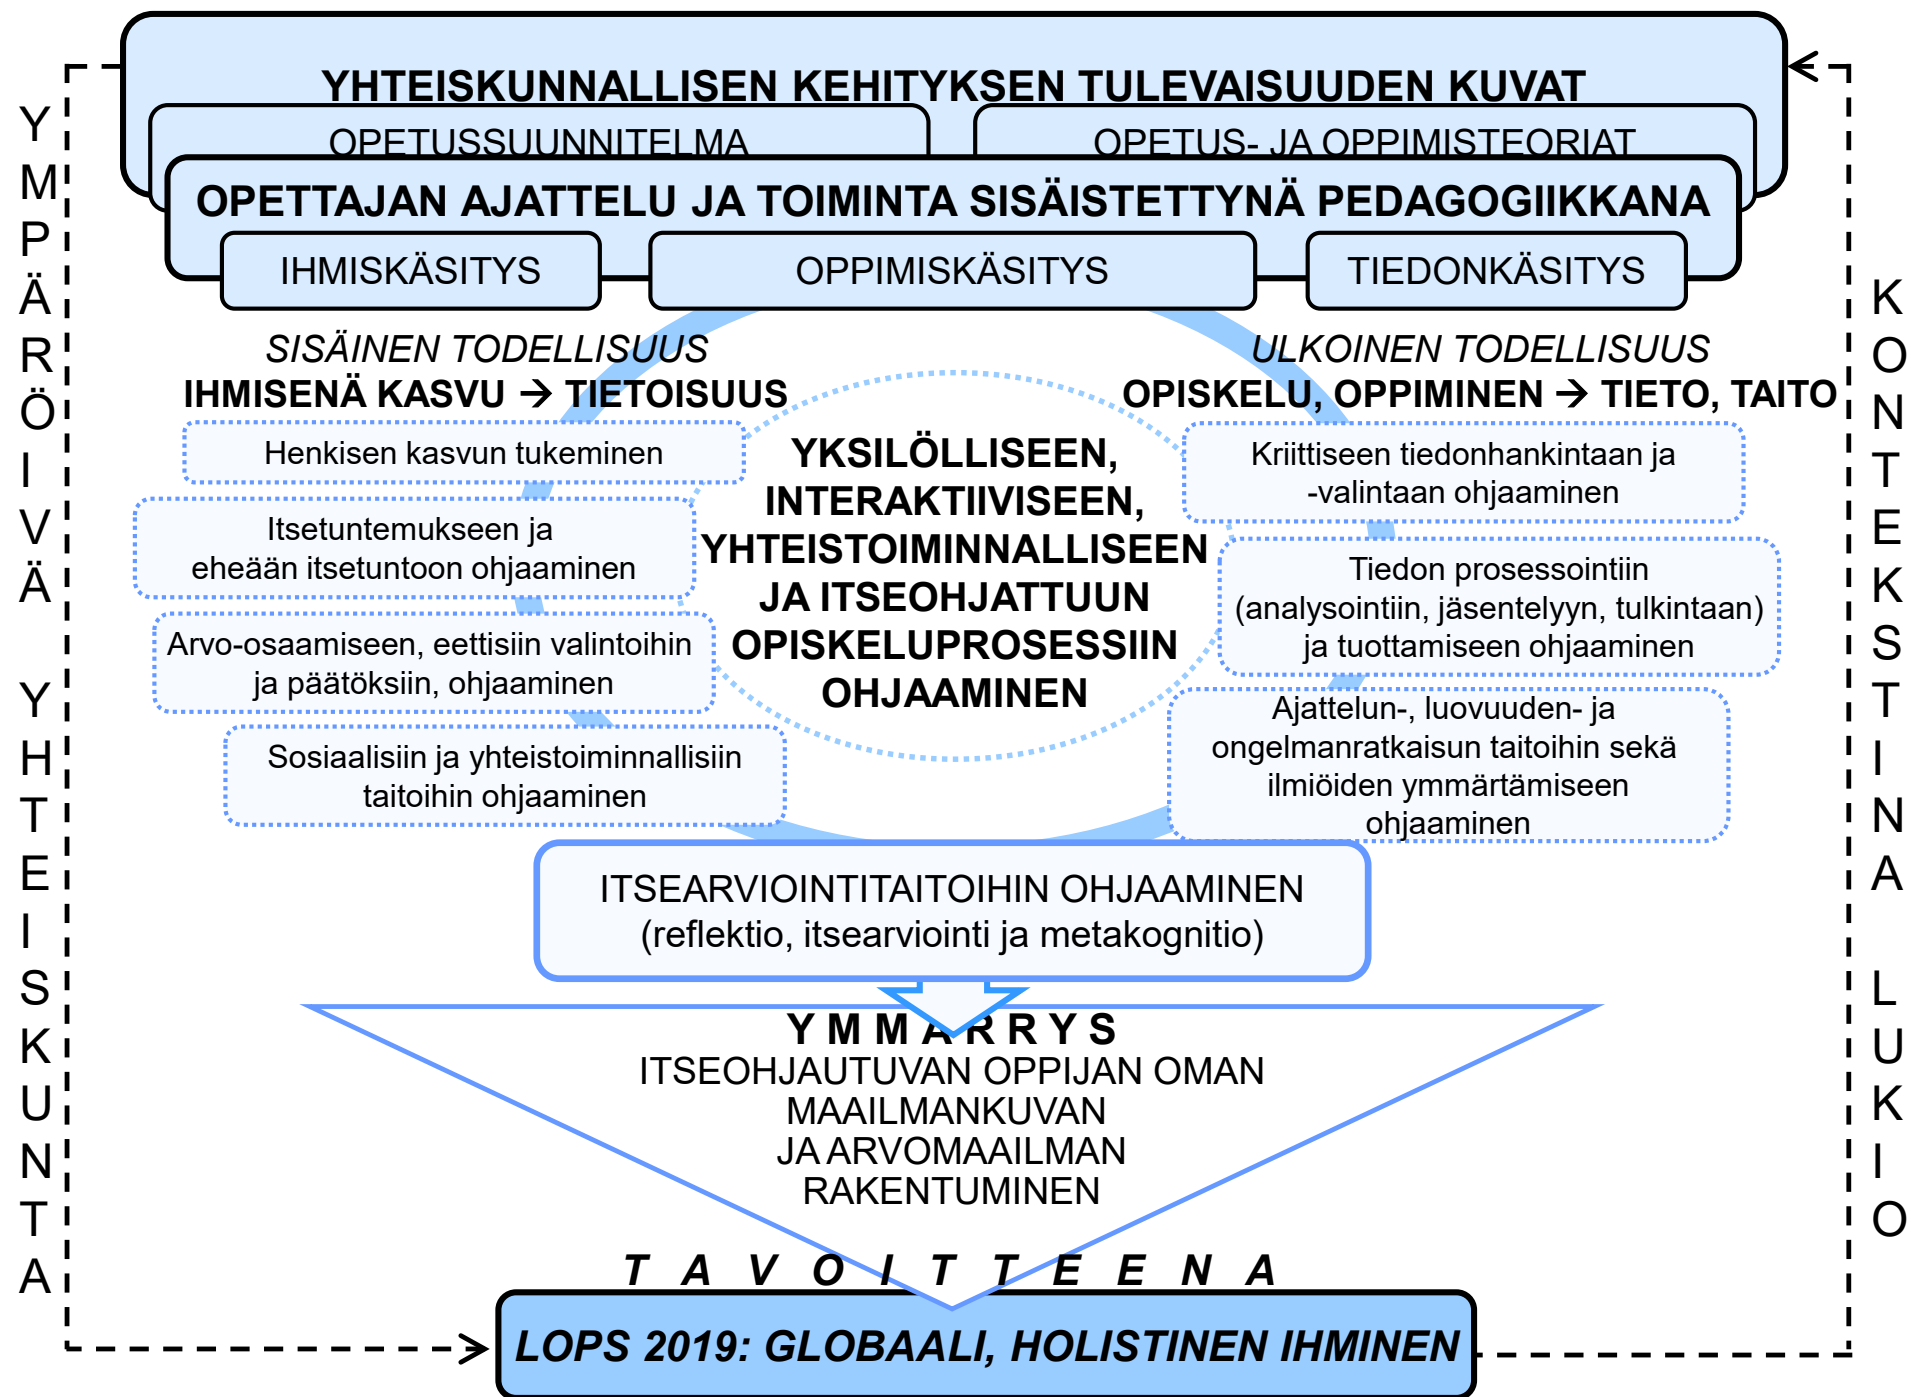 YHTEISKUNNALLISEN KEHITYKSEN TULEVAISUUDEN KUVAT
OPETUSSUUNNITELMA
OPETUS- JA OPPIMISTEORIAT
OPETTAJAN AJATTELU JA TOIMINTA SISÄISTETTYNÄ PEDAGOGIIKKANA
IHMISKÄSITYS
OPPIMISKÄSITYS
TIEDONKÄSITYS
YMPÄRÖIVÄ YHTEISKUNTA
SISÄINEN TODELLISUUS
IHMISENÄ KASVU → TIETOISUUS
Henkisen kasvun tukeminen
Itsetuntemukseen ja
eheään itsetuntoon ohjaaminen
Arvo-osaamiseen, eettisiin valintoihin
ja päätöksiin, ohjaaminen
Sosiaalisiin ja yhteistoiminnallisiin
taitoihin ohjaaminen
YKSILÖLLISEEN,
INTERAKTIIVISEEN,
YHTEISTOIMINNALLISEEN
JA ITSEOHJATTUUN
OPISKELUPROSESSIIN
OHJAAMINEN
ULKOINEN TODELLISUUS
OPISKELU, OPPIMINEN → TIETO, TAITO
Kriittiseen tiedonhankintaan ja
-valintaan ohjaaminen
Tiedon prosessointiin
(analysointiin, jäsentelyyn, tulkintaan)
ja tuottamiseen ohjaaminen
Ajattelun-, luovuuden- ja
ongelmanratkaisun taitoihin sekä
ilmiöiden ymmärtämiseen
ohjaaminen
KONTEKSTINA LUKIO
ITSEARVIOINTITAITOIHIN OHJAAMINEN
(reflektio, itsearviointi ja metakognitio)
Y M M Ä R R Y S
ITSEOHJAUTUVAN OPPIJAN OMAN
MAAILMANKUVAN
JA ARVOMAAILMAN
RAKENTUMINEN
T A V O I T T E E N A
LOPS 2019: GLOBAALI, HOLISTINEN IHMINEN